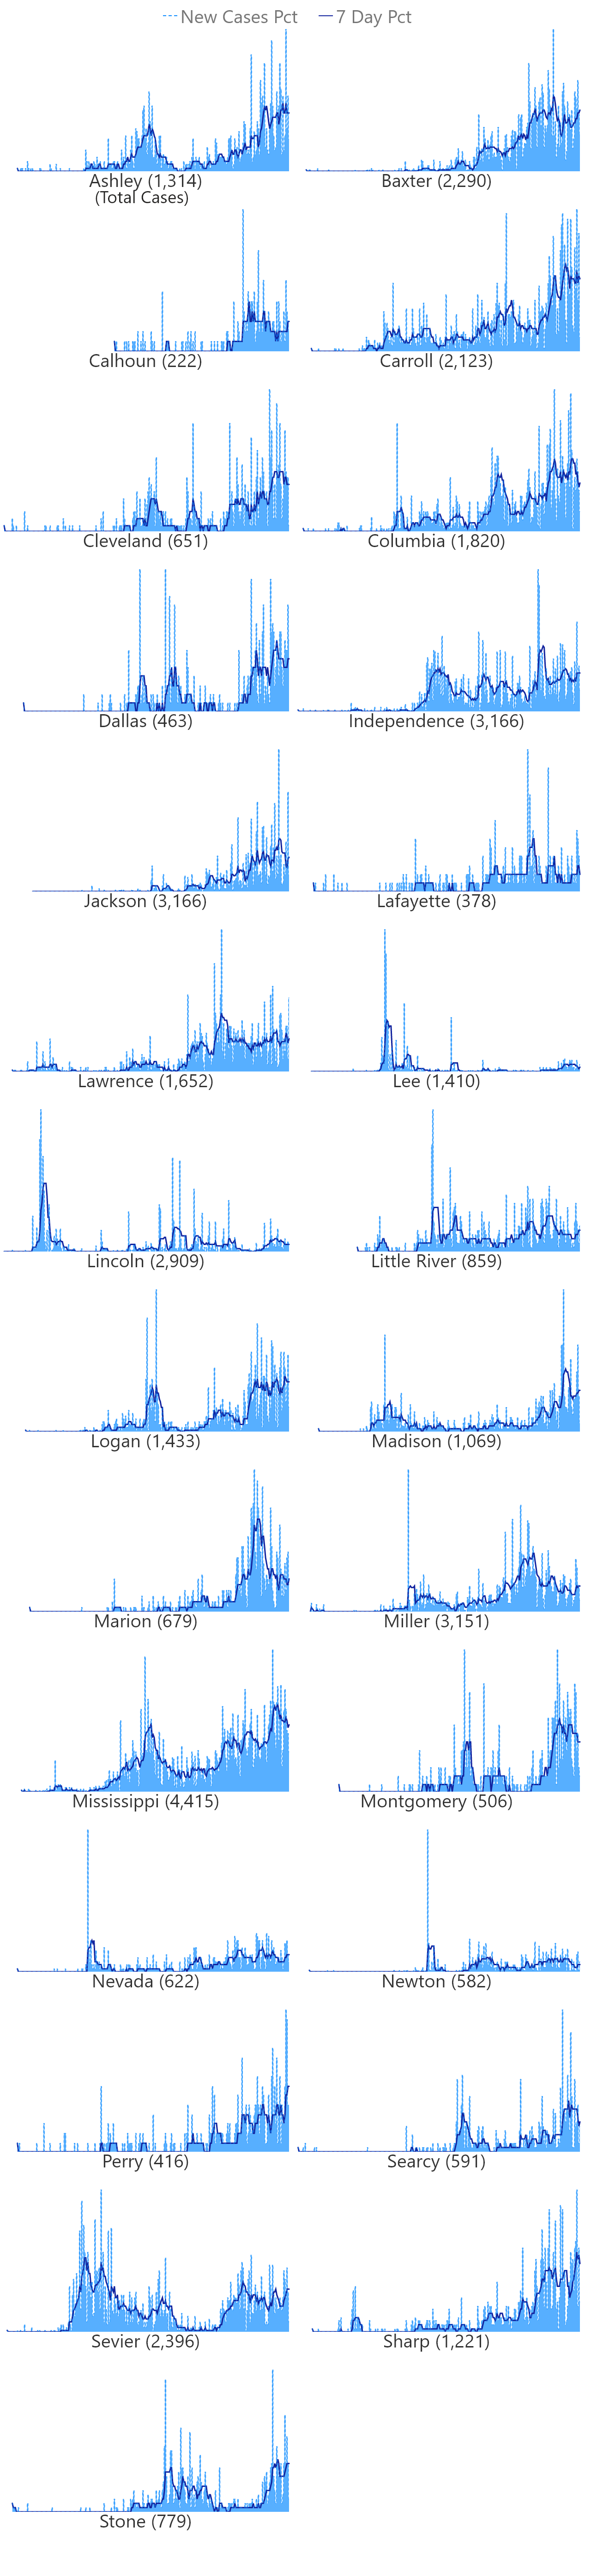 New Cases Pct 7 Day Pct
Ashley (1,314) Baxter (2,290)
(Total Cases)
Calhoun (222) Carroll (2,123)
Cleveland (651) Columbia (1,820)
Dallas (463) Independence (3,166)
Jackson (3,166) Lafayette (378)
Lawrence (1,652) Lee (1,410)
Lincoln (2,909) Little River (859)
Logan (1,433) Madison (1,069)
Marion (679) Miller (3,151)
Mississippi (4,415) Montgomery (506)
Nevada (622) Newton (582)
Perry (416) Searcy (591)
Sevier (2,396) Sharp (1,221)
Stone (779)